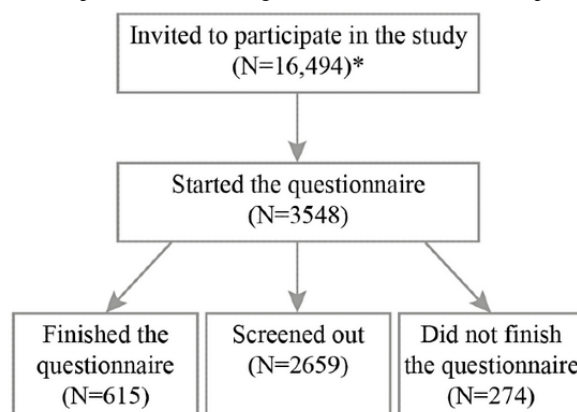 Invited to participate in the study
(N=16,494)*
Started the questionnaire
(N=3548)
Finished the
questionnaire
(N=615)
Screened out
(N=2659)
Did not finish
the questionnaire
(N=274)